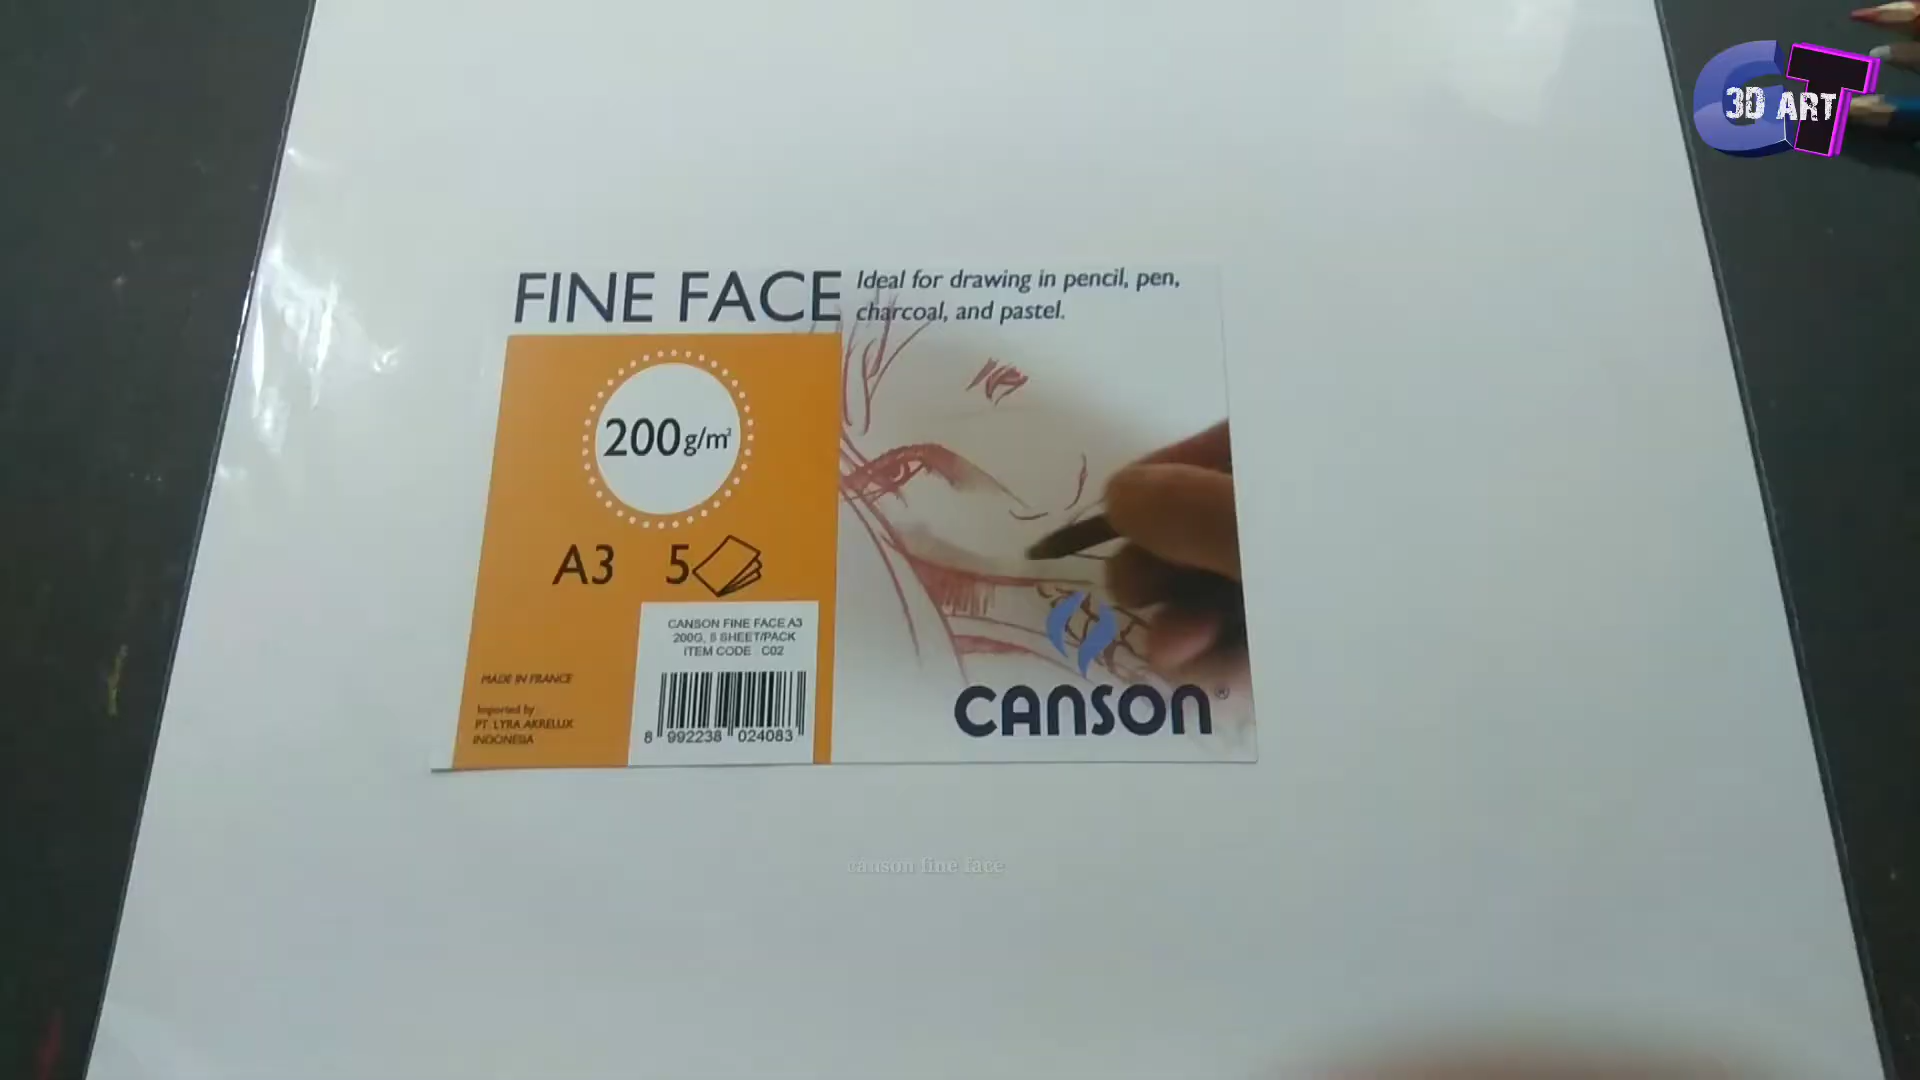 3D ART
FINE FACE
Ideal for drawing in pencil, pen,
charcoal, and pastel.
200 g/m²
A3 5
CANSON FINE FACE A3
200G, 5 SHEET/PACK
ITEM CODE C02
MADE IN FRANCE
Imported by :
PT. LYRA AKRELUX
INDONESIA
8 992238 024083
CANSON®
canson fine face